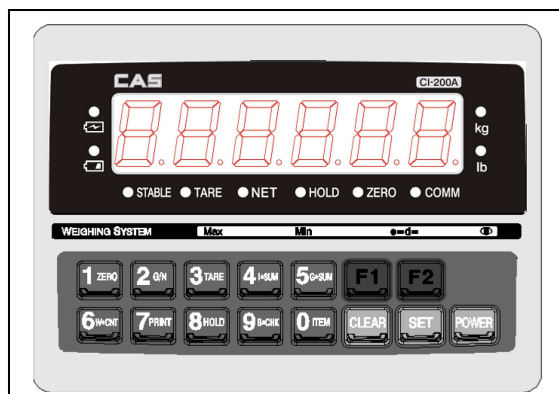 CAS CI-200A
kg
lb
STABLE TARE NET HOLD ZERO COMM
WEIGHING SYSTEM Max Min e=d=
1 ZERO 2 G/N 3 TARE 4 I•SUM 5 G•SUM F1 F2
6 W•CNT 7 PRINT 8 HOLD 9 B•CHK 0 ITEM CLEAR SET POWER